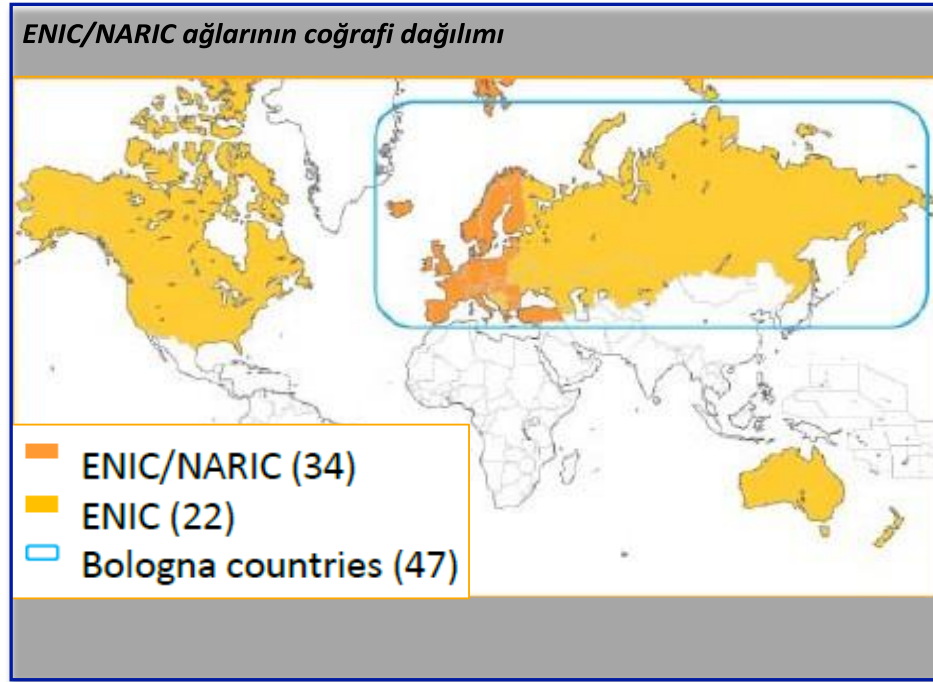 ENIC/NARIC ağlarının coğrafi dağılımı
ENIC/NARIC (34)
ENIC (22)
Bologna countries (47)